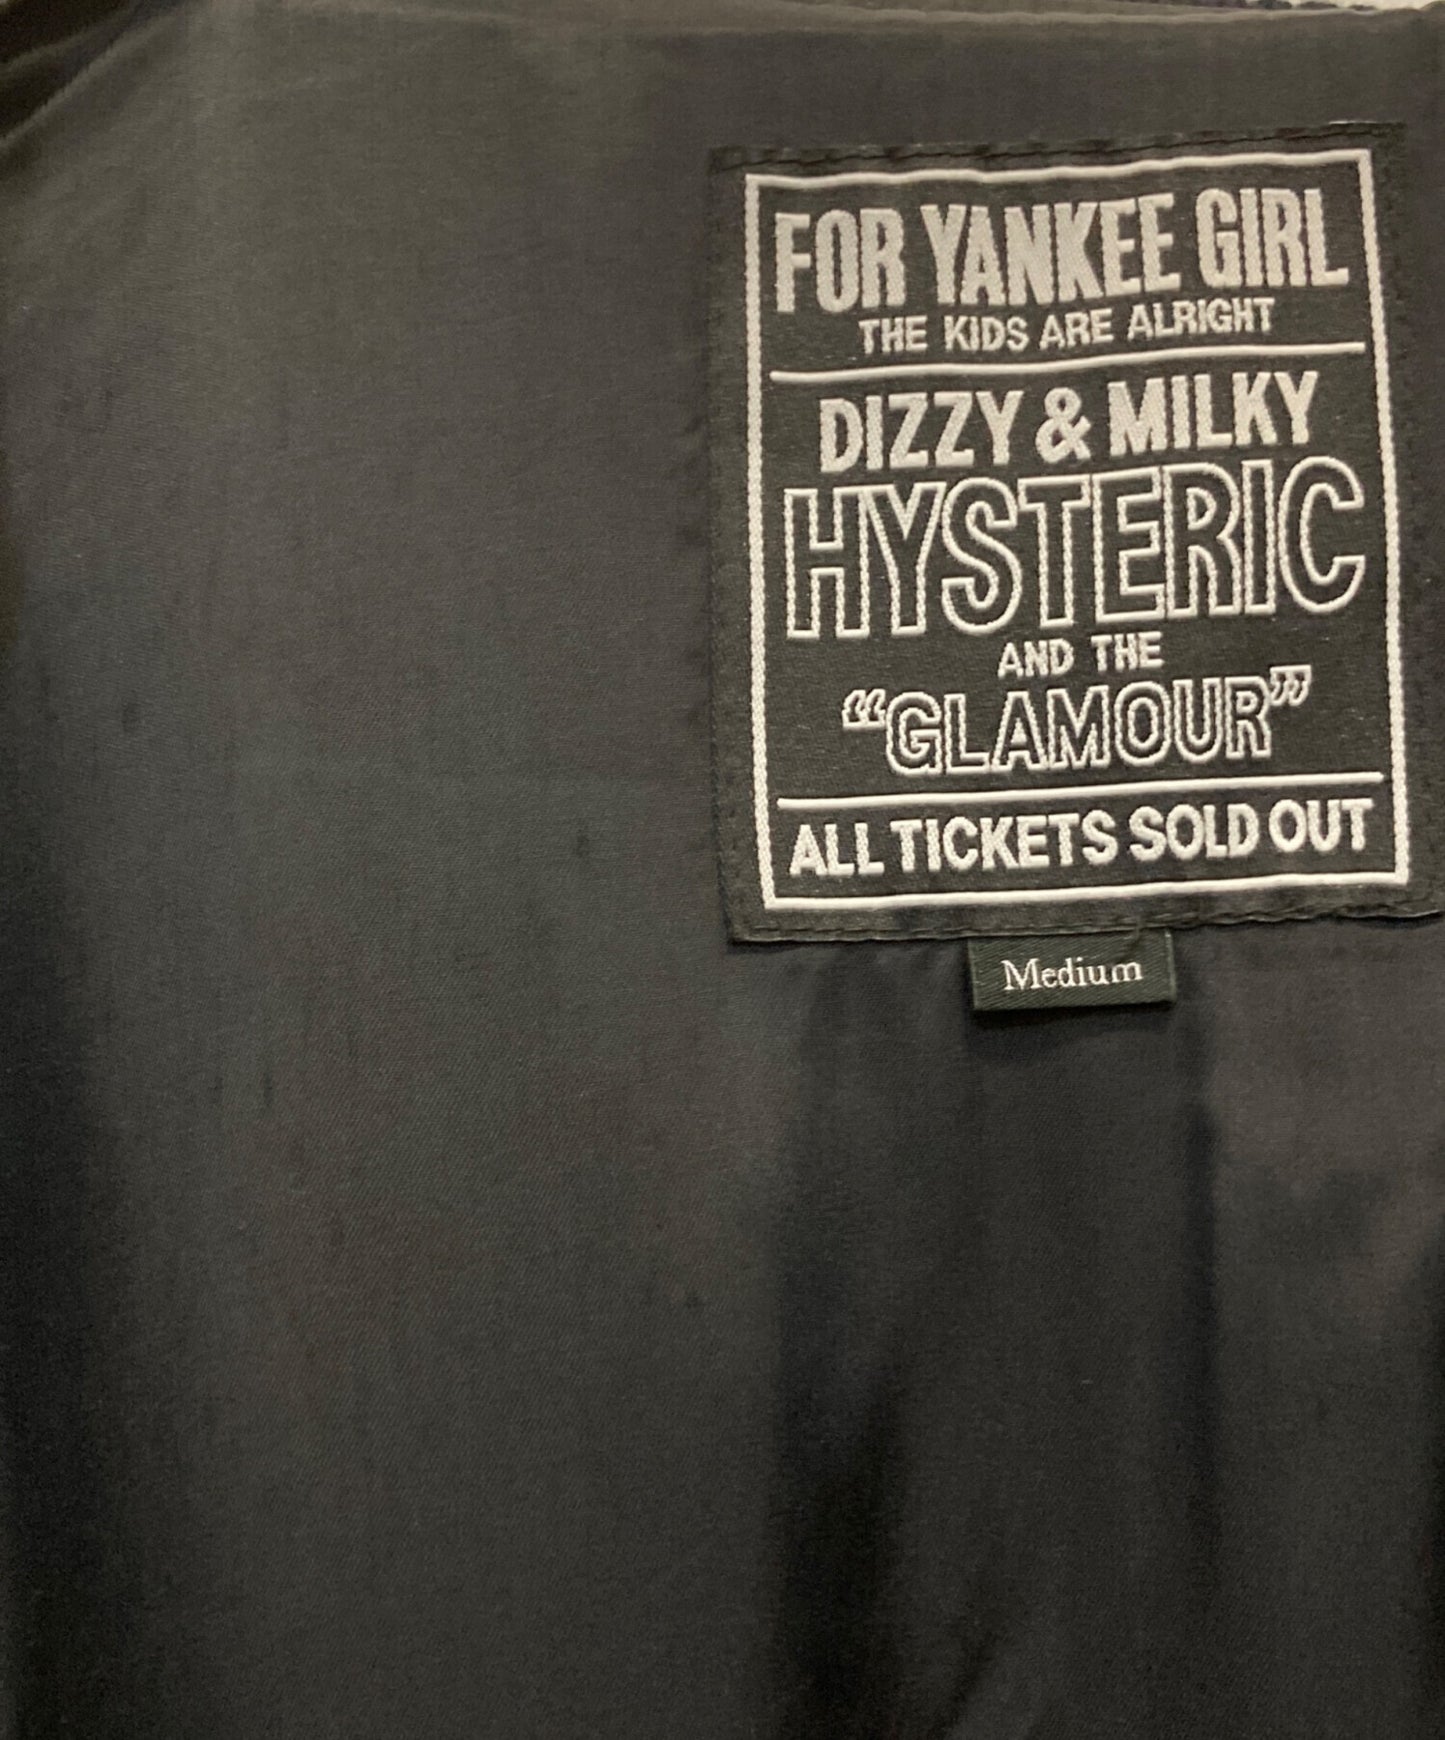 FOR YANKEE GIRL
THE KIDS ARE ALRIGHT
DIZZY & MILKY
HYSTERIC
AND THE
“GLAMOUR”
ALL TICKETS SOLD OUT
Medium